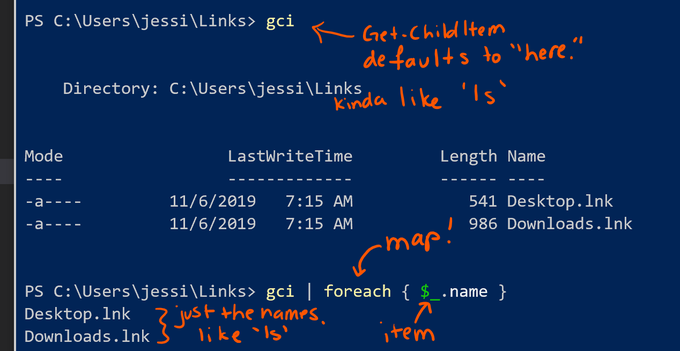 PS C:\Users\jessi\Links> gci
Get-ChildItem
defaults to "here."
Directory: C:\Users\jessi\Links
kinda like 'ls'
Mode LastWriteTime Length Name
---- ------------- ------ ----
-a---- 11/6/2019 7:15 AM 541 Desktop.lnk
-a---- 11/6/2019 7:15 AM 986 Downloads.lnk
map!
PS C:\Users\jessi\Links> gci | foreach { $_.name }
Desktop.lnk
Downloads.lnk
just the names.
like `ls`
item